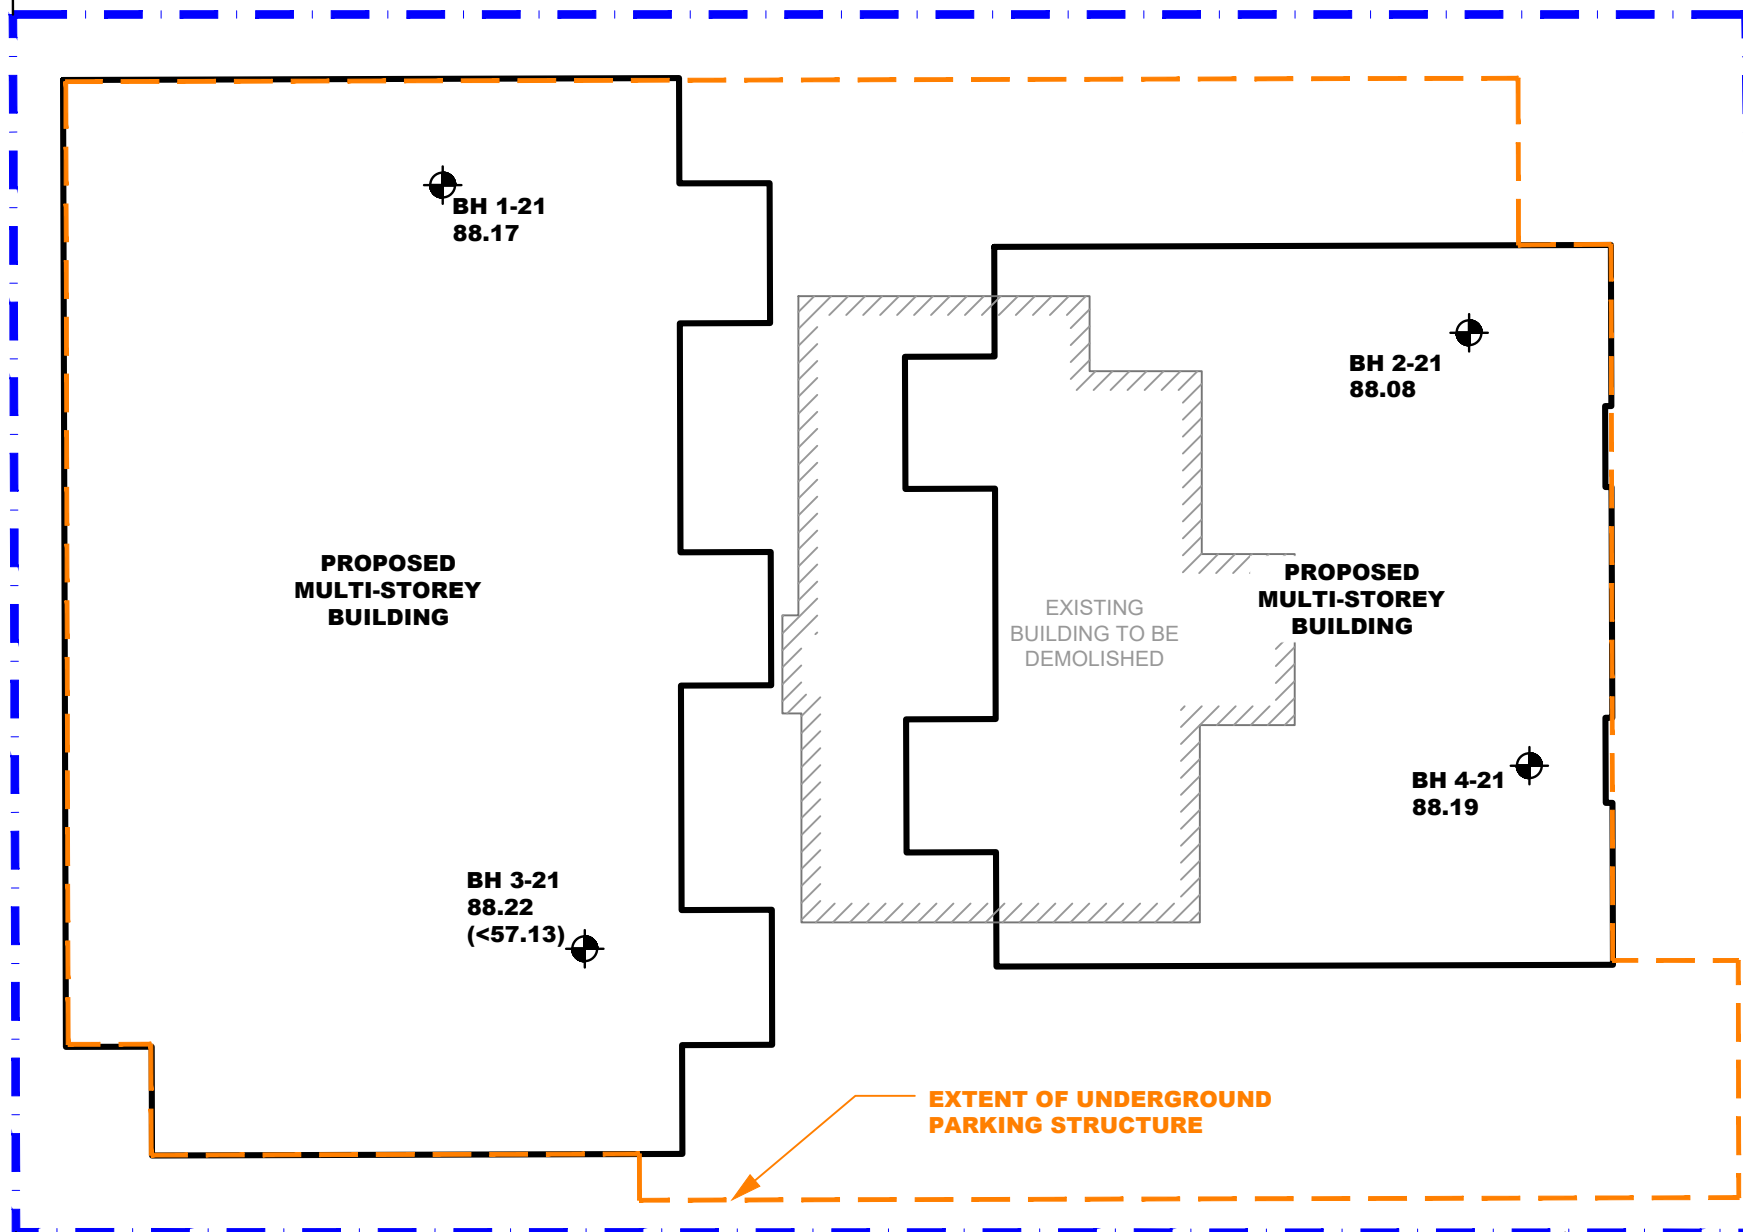 BH 1-21
88.17
BH 2-21
88.08
PROPOSED
MULTI-STOREY
BUILDING
EXISTING
BUILDING TO BE
DEMOLISHED
PROPOSED
MULTI-STOREY
BUILDING
BH 4-21
88.19
BH 3-21
88.22
(<57.13)
EXTENT OF UNDERGROUND
PARKING STRUCTURE